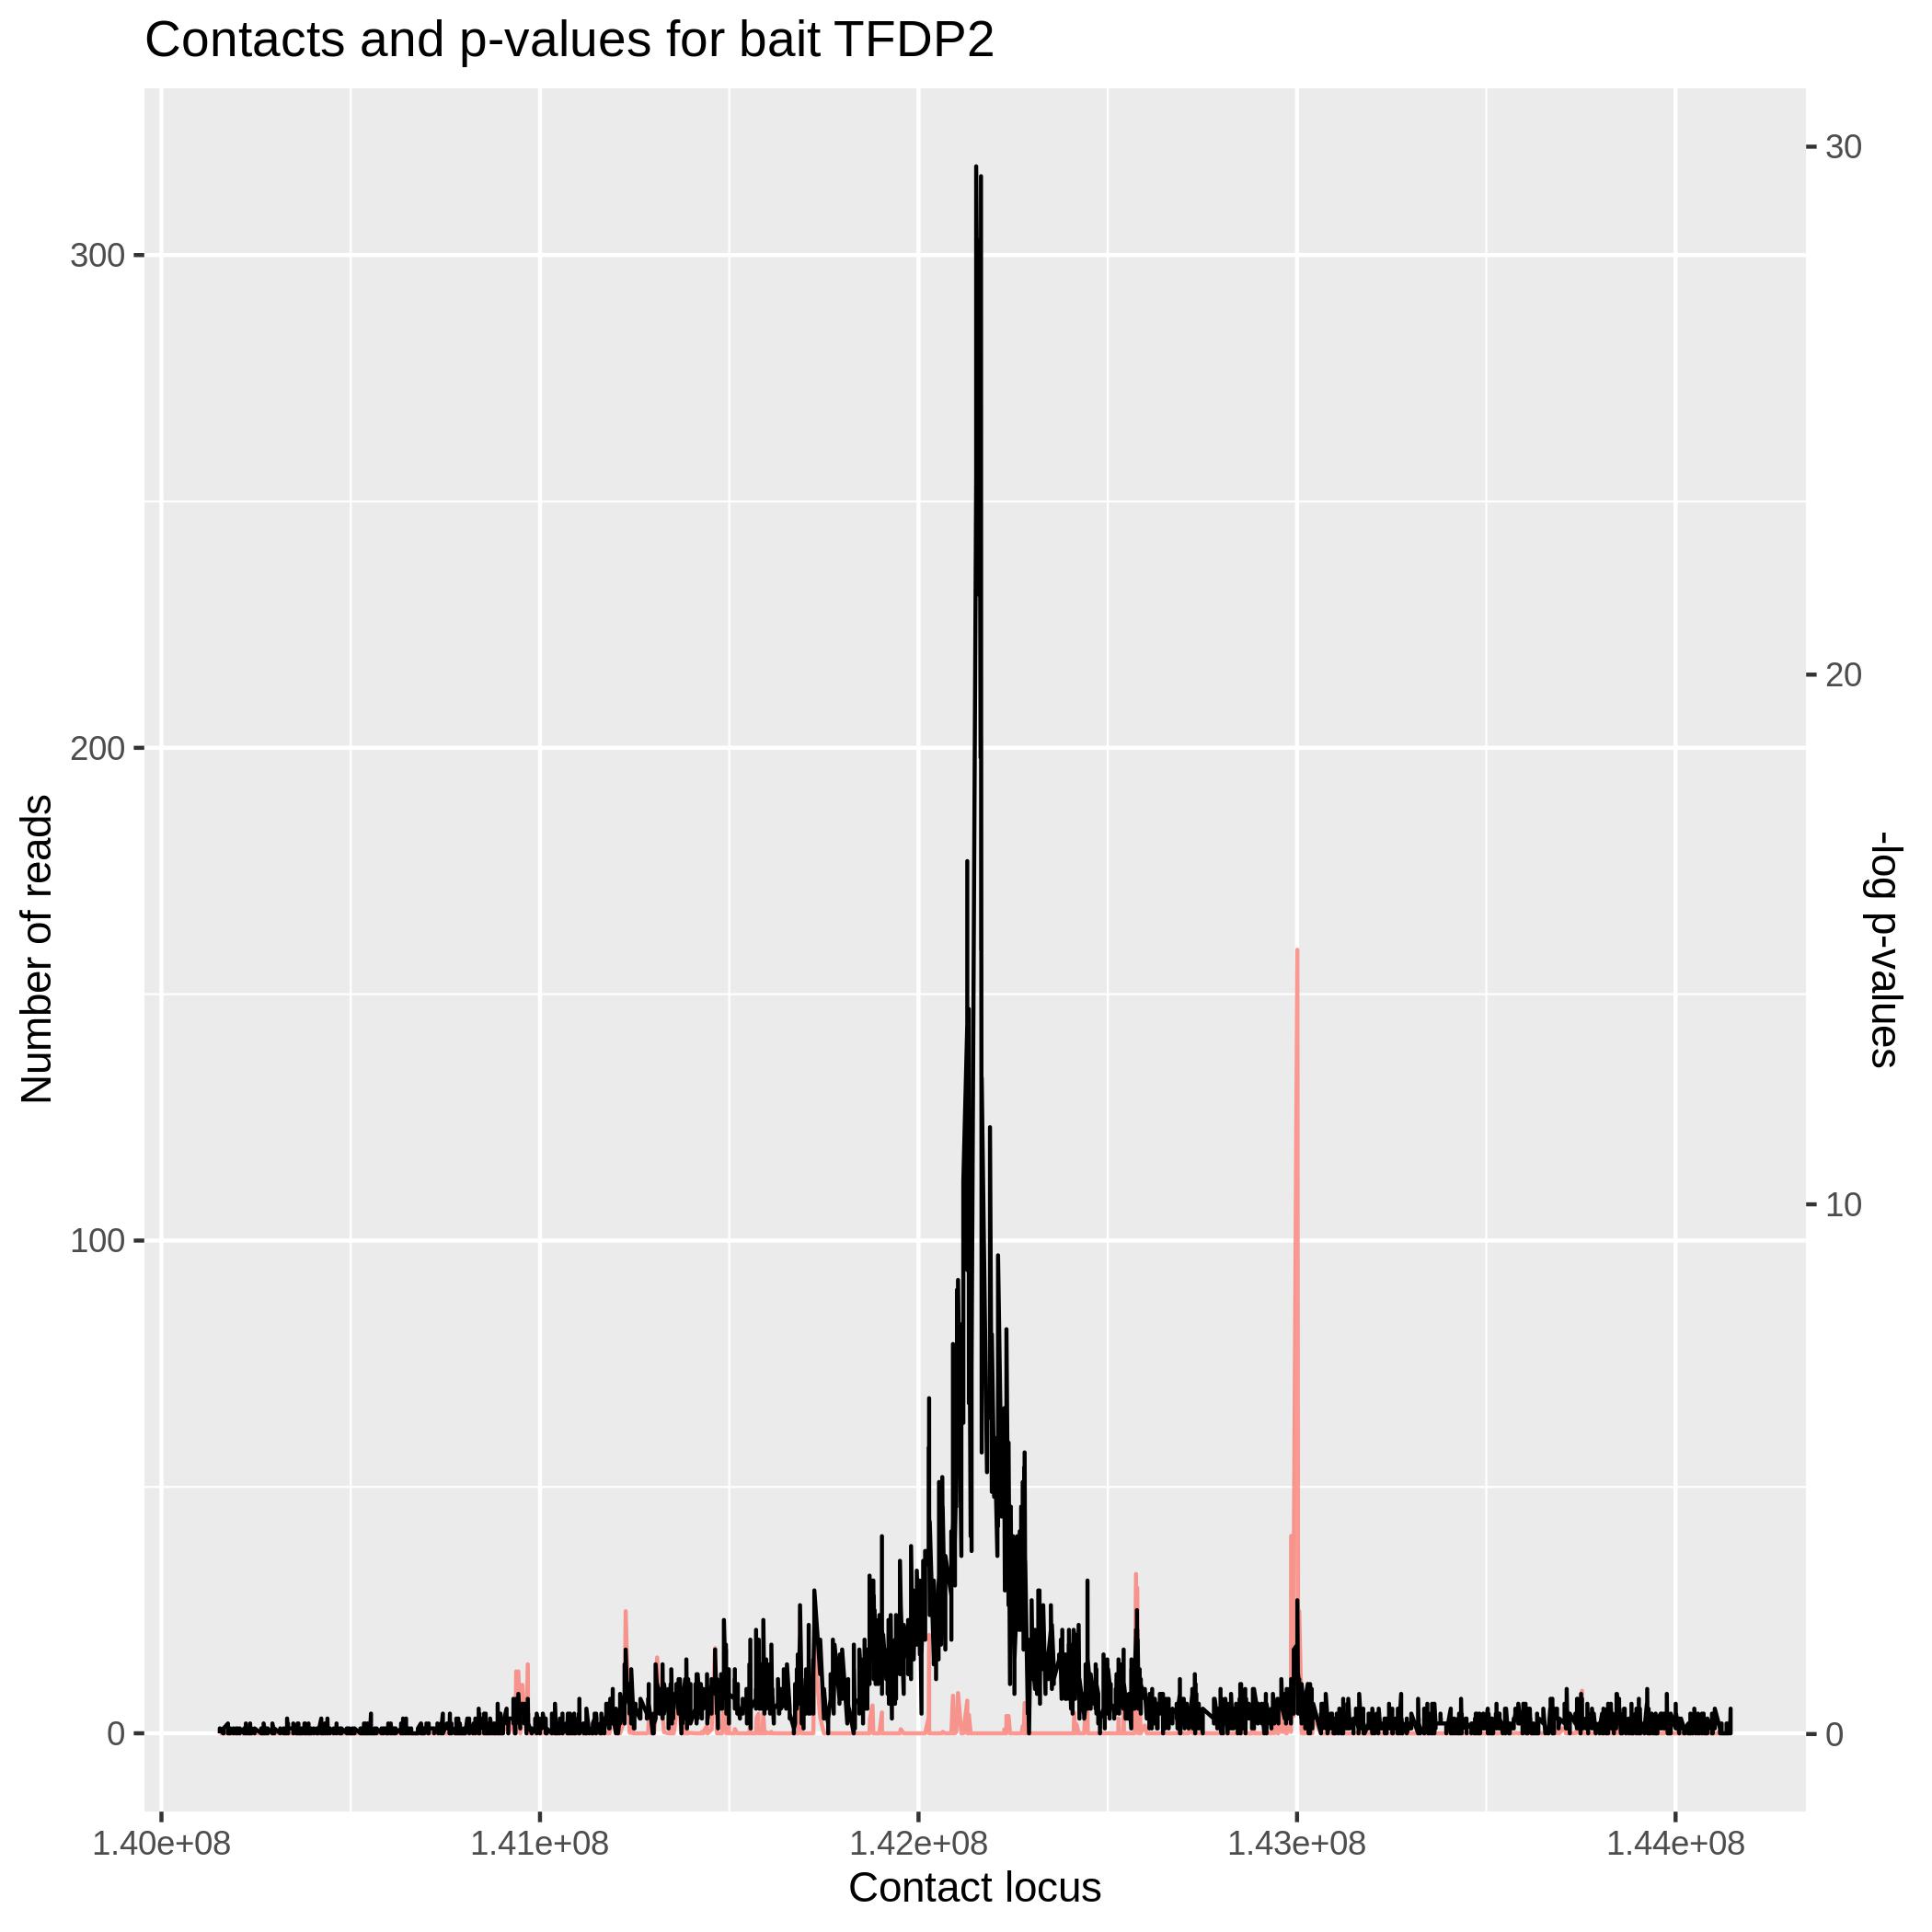 Contacts and p-values for bait TFDP2
Number of reads
300
200
100
0
30
20
10
0
-log p-values
1.40e+08
1.41e+08
1.42e+08
1.43e+08
1.44e+08
Contact locus